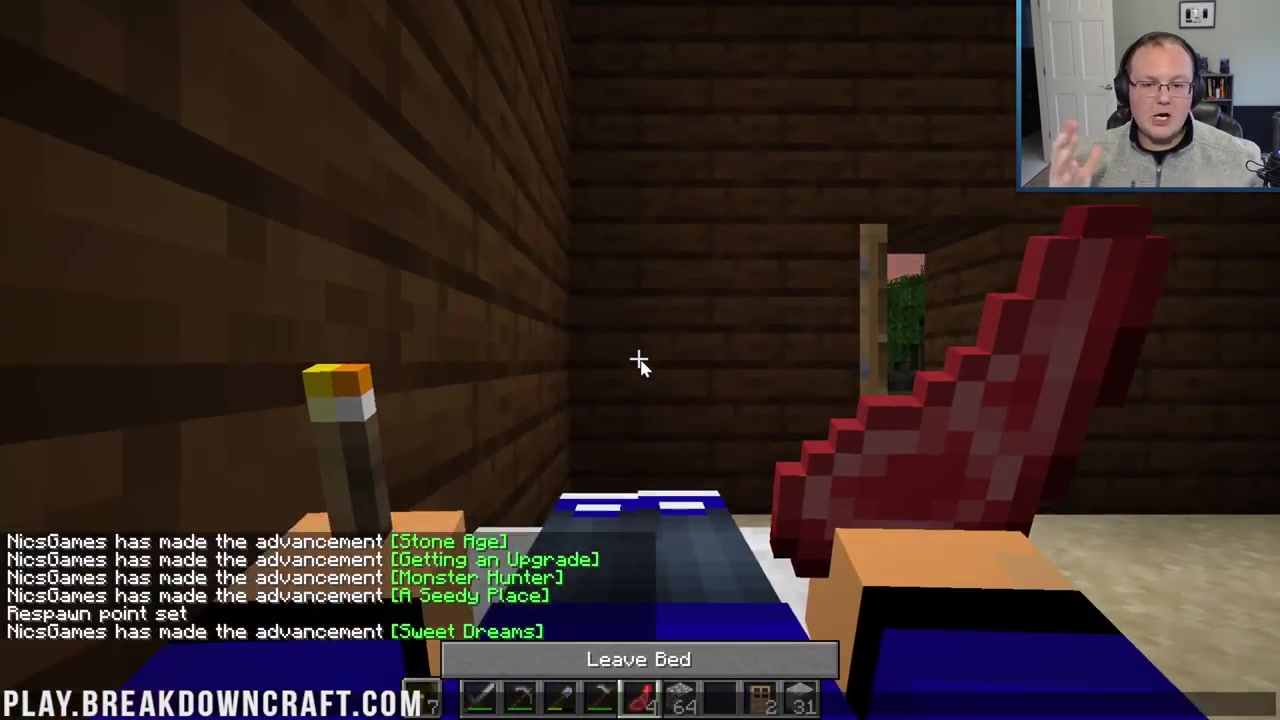 NicsGames has made the advancement [Stone Age]
NicsGames has made the advancement [Getting an Upgrade]
NicsGames has made the advancement [Monster Hunter]
NicsGames has made the advancement [A Seedy Place]
Respawn point set
NicsGames has made the advancement [Sweet Dreams]
Leave Bed
PLAY.BREAKDOWNCRAFT.COM
7 4 64 2 31